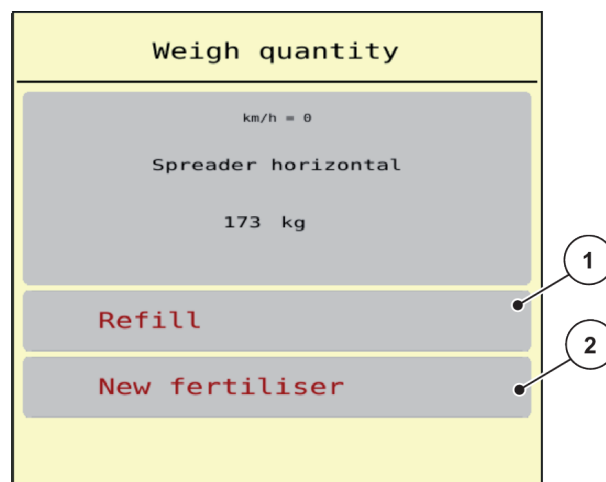 Weigh quantity
km/h = 0
Spreader horizontal
173 kg
1
Refill
2
New fertiliser